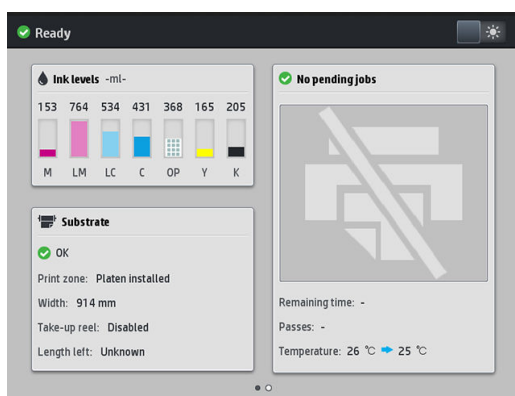 Ready
Ink levels -ml-
153 764 534 431 368 165 205
M LM LC C OP Y K
Substrate
OK
Print zone: Platen installed
Width: 914 mm
Take-up reel: Disabled
Length left: Unknown
No pending jobs
Remaining time: -
Passes: -
Temperature: 26 °C ➡ 25 °C